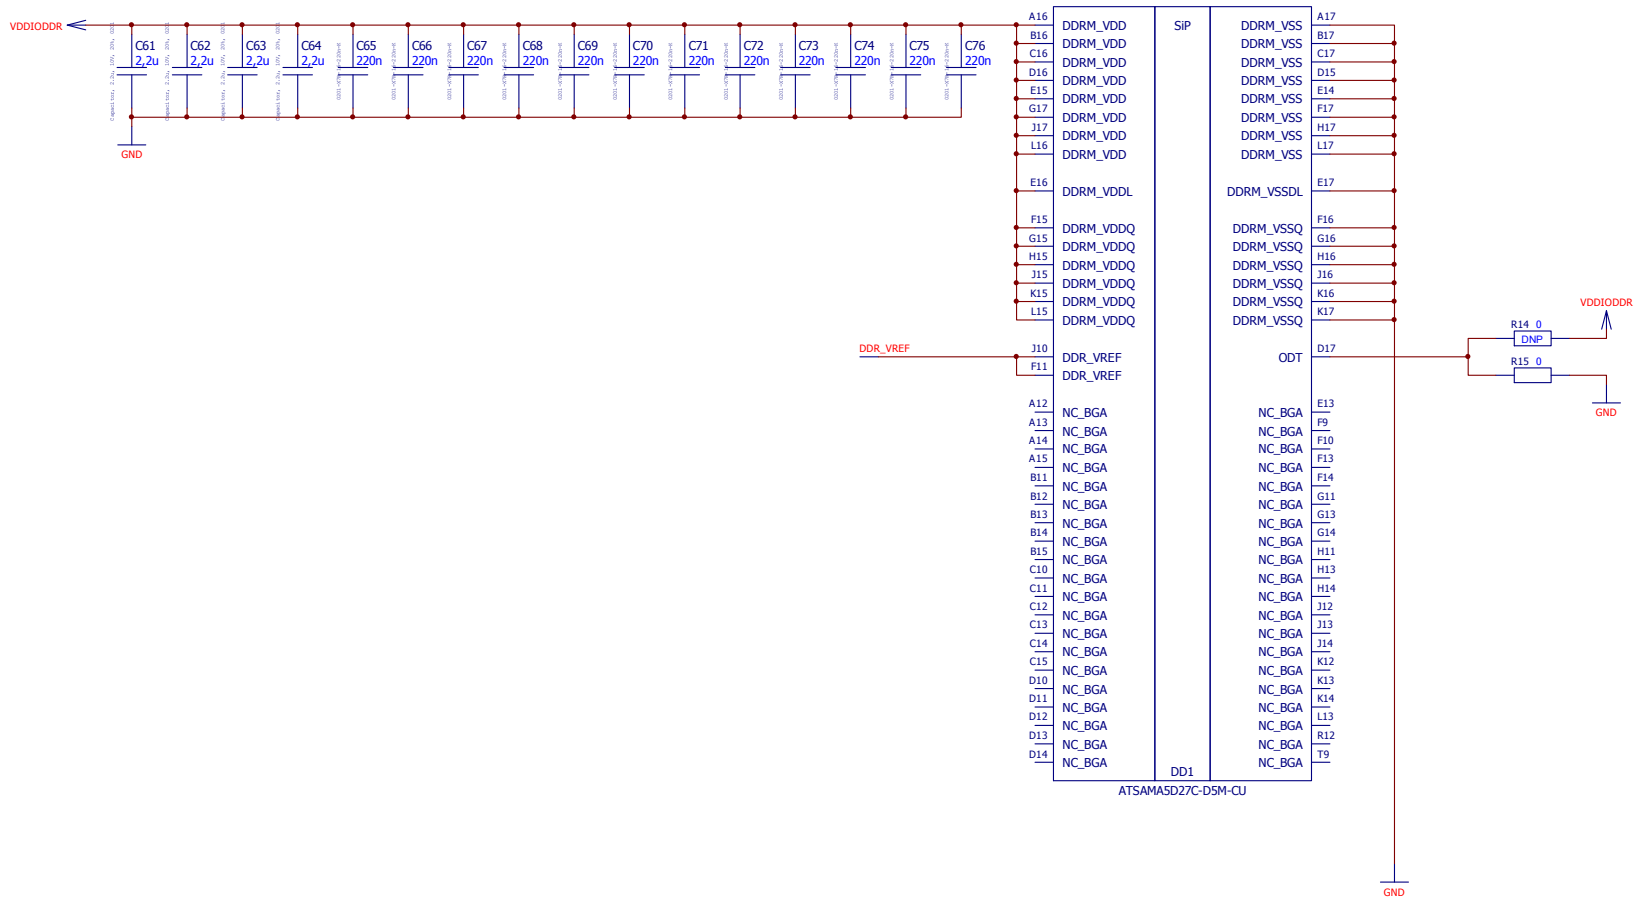 VDDIODDR
C61 C62 C63 C64 C65 C66 C67 C68 C69 C70 C71 C72 C73 C74 C75 C76
2,2u 2,2u 2,2u 2,2u 220n 220n 220n 220n 220n 220n 220n 220n 220n 220n 220n 220n
GND
SiP
A16 DDRM_VDD DDRM_VSS A17
B16 DDRM_VDD DDRM_VSS B17
C16 DDRM_VDD DDRM_VSS C17
D16 DDRM_VDD DDRM_VSS D15
E15 DDRM_VDD DDRM_VSS E14
G17 DDRM_VDD DDRM_VSS F17
J17 DDRM_VDD DDRM_VSS H17
L16 DDRM_VDD DDRM_VSS L17
E16 DDRM_VDDL DDRM_VSSDL E17
F15 DDRM_VDDQ DDRM_VSSQ F16
G15 DDRM_VDDQ DDRM_VSSQ G16
H15 DDRM_VDDQ DDRM_VSSQ H16
J15 DDRM_VDDQ DDRM_VSSQ J16
K15 DDRM_VDDQ DDRM_VSSQ K16
L15 DDRM_VDDQ DDRM_VSSQ K17
DDR_VREF
J10 DDR_VREF ODT D17
F11 DDR_VREF
VDDIODDR
R14 0
DNP
R15 0
GND
A12 NC_BGA NC_BGA E13
A13 NC_BGA NC_BGA F9
A14 NC_BGA NC_BGA F10
A15 NC_BGA NC_BGA F13
B11 NC_BGA NC_BGA F14
B12 NC_BGA NC_BGA G11
B13 NC_BGA NC_BGA G13
B14 NC_BGA NC_BGA G14
B15 NC_BGA NC_BGA H11
C10 NC_BGA NC_BGA H13
C11 NC_BGA NC_BGA H14
C12 NC_BGA NC_BGA J12
C13 NC_BGA NC_BGA J13
C14 NC_BGA NC_BGA J14
C15 NC_BGA NC_BGA K12
D10 NC_BGA NC_BGA K13
D11 NC_BGA NC_BGA K14
D12 NC_BGA NC_BGA L13
D13 NC_BGA NC_BGA R12
D14 NC_BGA NC_BGA T9
DD1
ATSAMA5D27C-D5M-CU
GND